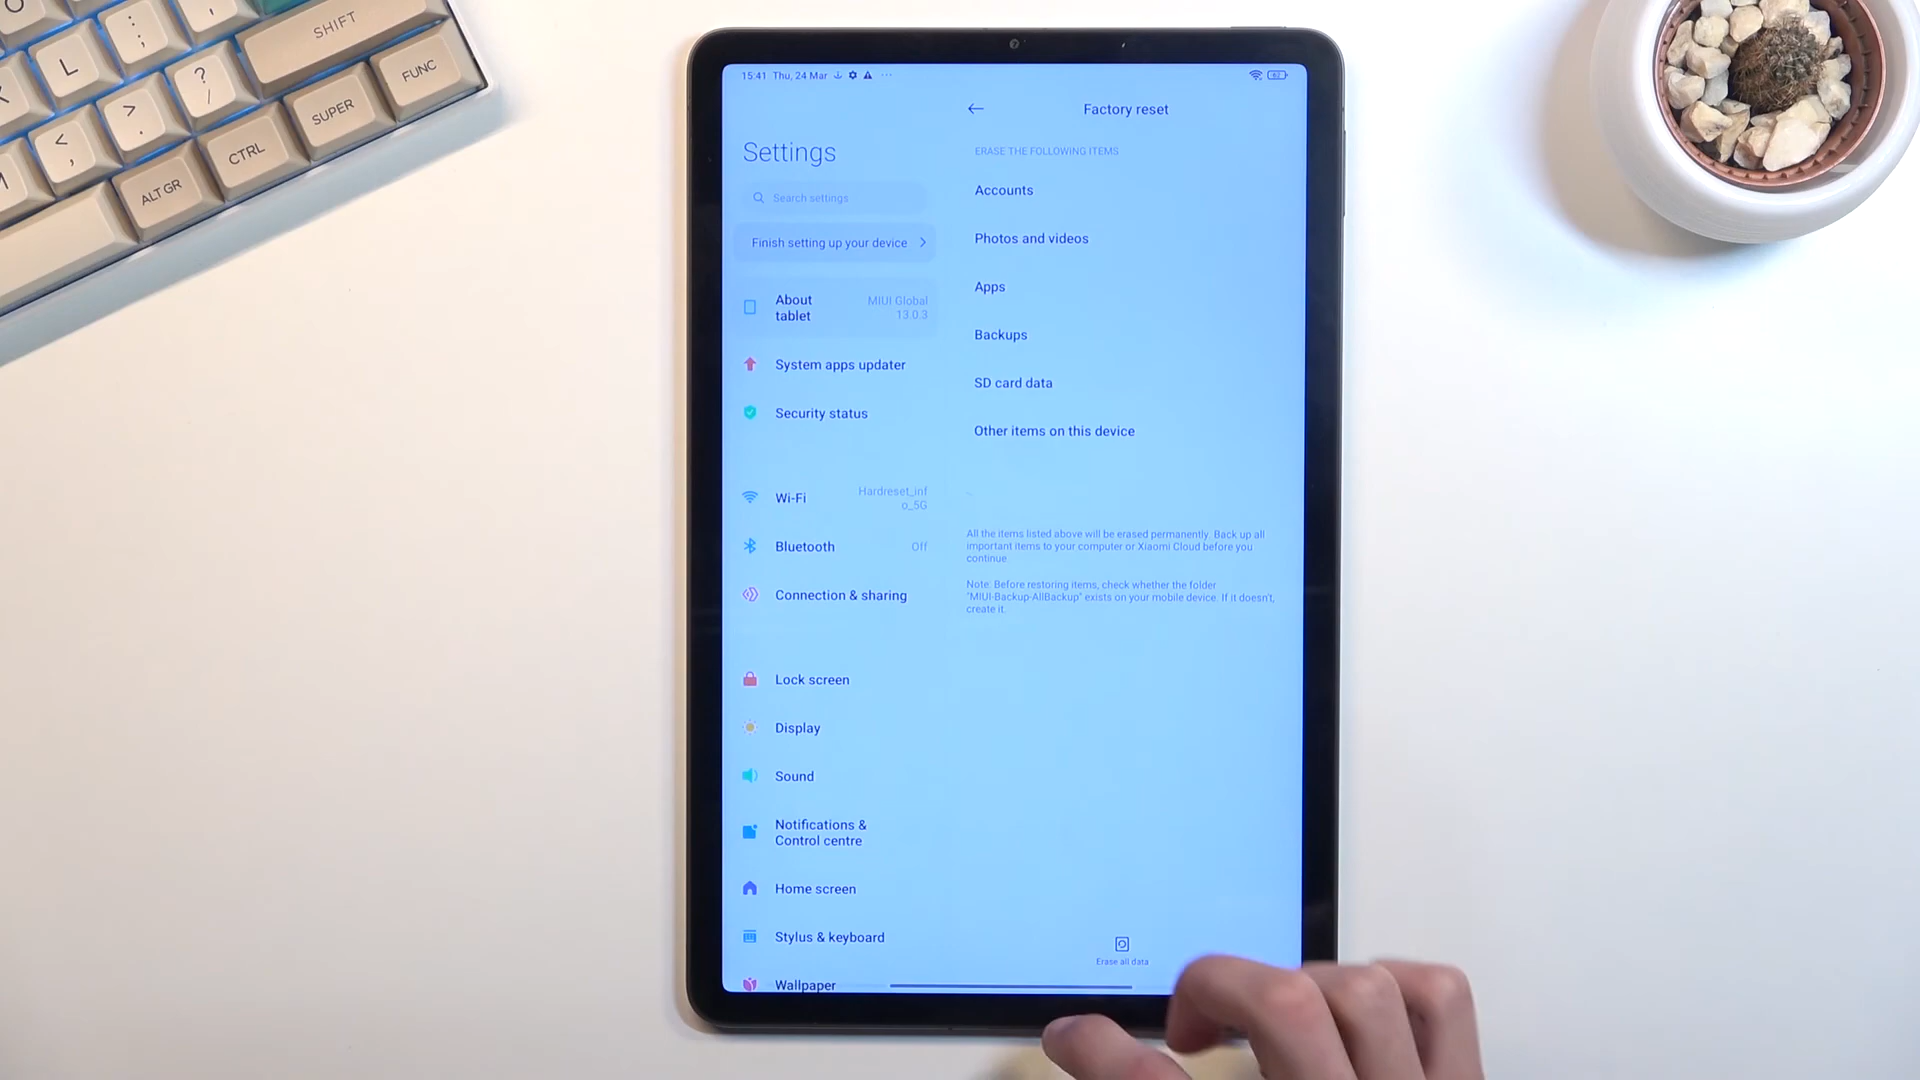 SHIFT
L
:
;
?
/
FUNC
>
.
SUPER
<
,
CTRL
ALT GR
15:41 Thu, 24 Mar
62
Settings
Search settings
Finish setting up your device
About
tablet
MIUI Global
13.0.3
System apps updater
Security status
Wi-Fi
Hardreset_inf
o_5G
Bluetooth
Off
Connection & sharing
Lock screen
Display
Sound
Notifications &
Control centre
Home screen
Stylus & keyboard
Wallpaper
Factory reset
ERASE THE FOLLOWING ITEMS
Accounts
Photos and videos
Apps
Backups
SD card data
Other items on this device
All the items listed above will be erased permanently. Back up all
important items to your computer or Xiaomi Cloud before you
continue.
Note: Before restoring items, check whether the folder
"MIUI-Backup-AllBackup" exists on your mobile device. If it doesn't,
create it.
Erase all data